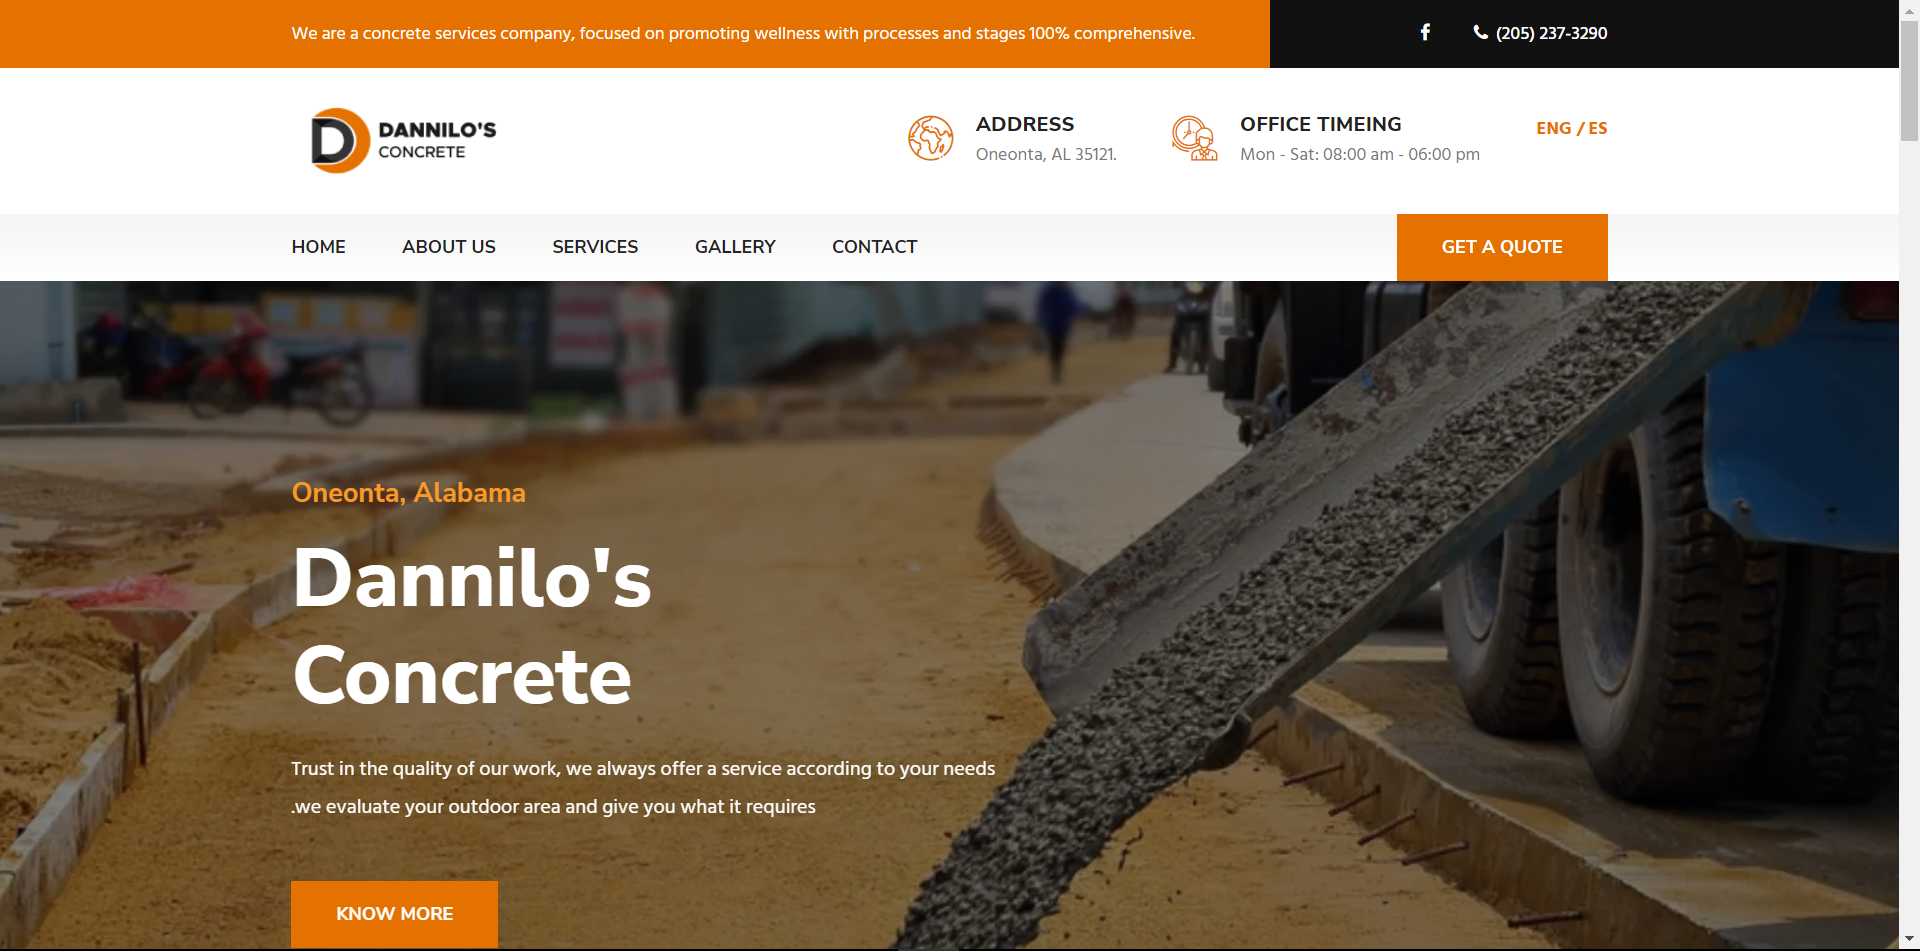 We are a concrete services company, focused on promoting wellness with processes and stages 100% comprehensive.
(205) 237-3290
DANNILO'S
CONCRETE
ADDRESS
Oneonta, AL 35121.
OFFICE TIMEING
Mon - Sat: 08:00 am - 06:00 pm
ENG / ES
HOME
ABOUT US
SERVICES
GALLERY
CONTACT
GET A QUOTE
Oneonta, Alabama
Dannilo's
Concrete
Trust in the quality of our work, we always offer a service according to your needs
.we evaluate your outdoor area and give you what it requires
KNOW MORE